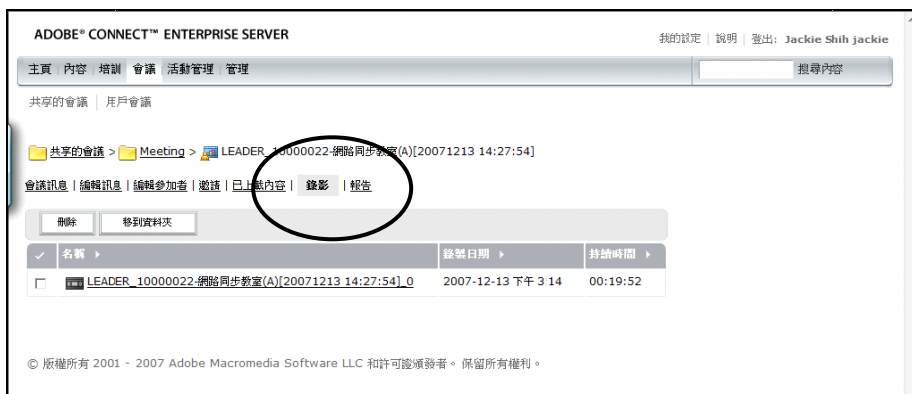 ADOBE® CONNECT™ ENTERPRISE SERVER
我的設定 | 說明 | 登出: Jackie Shih jackie
主頁 內容 培訓 會議 活動管理 管理 搜尋內容
共享的會議 | 用戶會議
共享的會議 > Meeting > LEADER_10000022-網路同步教室(A)[20071213 14:27:54]
會議訊息 | 編輯訊息 | 編輯參加者 | 邀請 | 已上載內容 | 錄影 | 報告
刪除 移到資料夾
名稱 錄製日期 持續時間
LEADER_10000022-網路同步教室(A)[20071213 14:27:54]_0 2007-12-13 下午 3:14 00:19:52
© 版權所有 2001 - 2007 Adobe Macromedia Software LLC 和許可證頒發者。 保留所有權利。